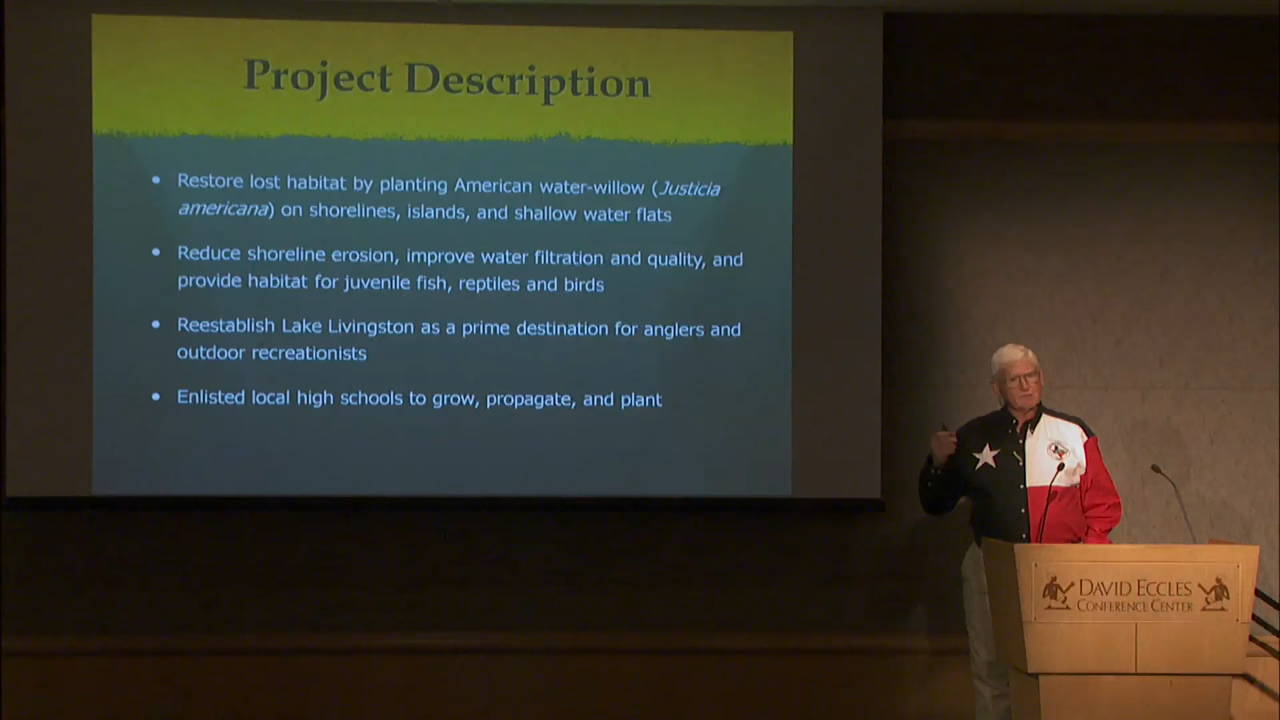 Project Description
• Restore lost habitat by planting American water-willow (Justicia
americana) on shorelines, islands, and shallow water flats
• Reduce shoreline erosion, improve water filtration and quality, and
provide habitat for juvenile fish, reptiles and birds
• Reestablish Lake Livingston as a prime destination for anglers and
outdoor recreationists
• Enlisted local high schools to grow, propagate, and plant
DAVID ECCLES
CONFERENCE CENTER